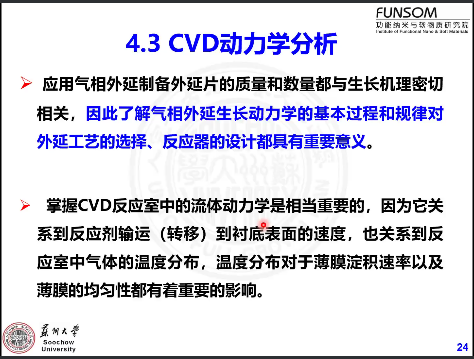 FUNSOM
功能纳米与软物质研究院
Institute of Functional Nano & Soft Materials
4.3 CVD动力学分析
应用气相外延制备外延片的质量和数量都与生长机理密切
相关，因此了解气相外延生长动力学的基本过程和规律对
外延工艺的选择、反应器的设计都具有重要意义。
掌握CVD反应室中的流体动力学是相当重要的，因为它关
系到反应剂输运（转移）到衬底表面的速度，也关系到反
应室中气体的温度分布，温度分布对于薄膜淀积速率以及
薄膜的均匀性都有着重要的影响。
蘇州大學
Soochow
University
24